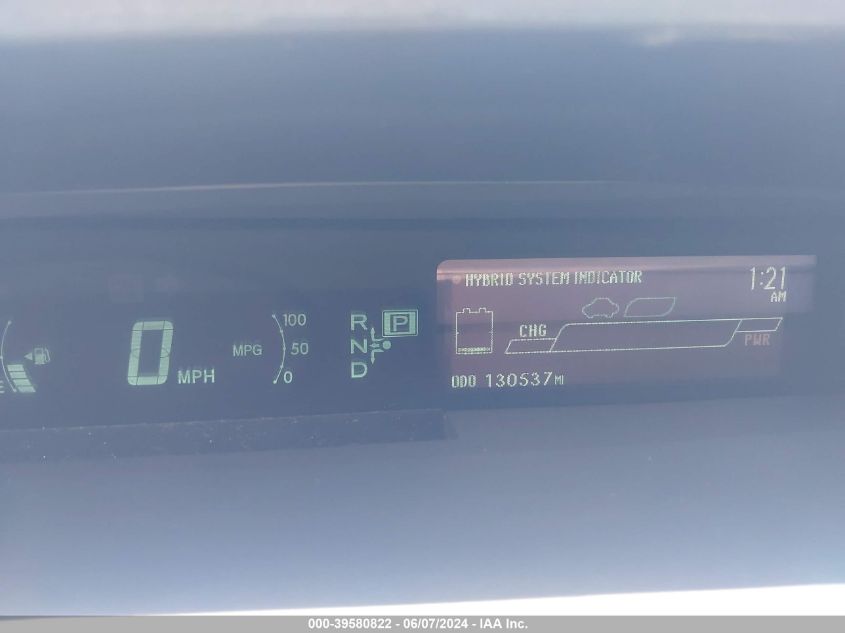 HYBRID SYSTEM INDICATOR
1:21
AM
100
R P
CHG
0 MPH
MPG 50
N
PWR
E
0
D
ODO 130537MI
000-39580822 - 06/07/2024 - IAA Inc.